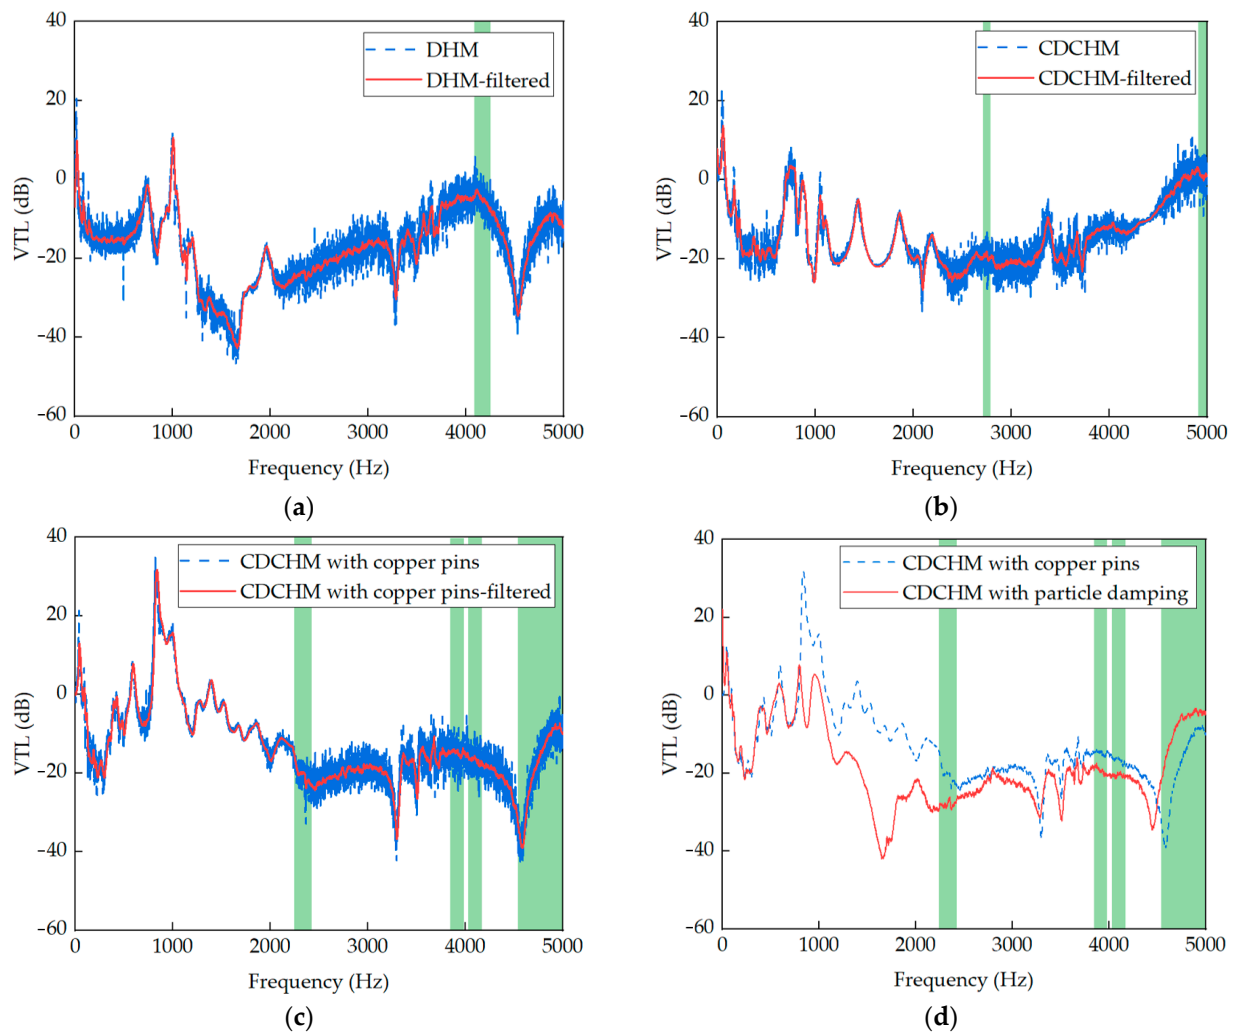 40
20
0
−20
−40
−60
VTL (dB)
DHM
DHM-filtered
0 1000 2000 3000 4000 5000
Frequency (Hz)
(a)
40
20
0
−20
−40
−60
VTL (dB)
CDCHM
CDCHM-filtered
0 1000 2000 3000 4000 5000
Frequency (Hz)
(b)
40
20
0
−20
−40
−60
VTL (dB)
CDCHM with copper pins
CDCHM with copper pins-filtered
0 1000 2000 3000 4000 5000
Frequency (Hz)
(c)
40
20
0
−20
−40
−60
VTL (dB)
CDCHM with copper pins
CDCHM with particle damping
0 1000 2000 3000 4000 5000
Frequency (Hz)
(d)